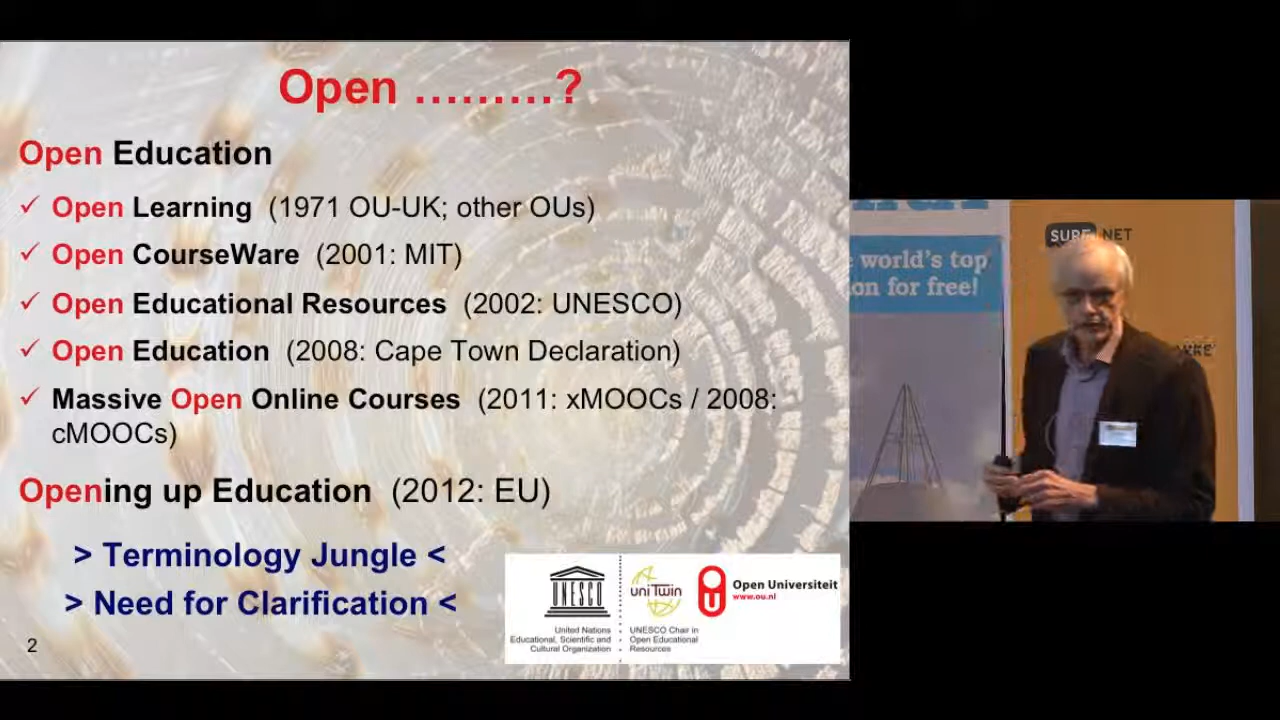 Open .........?
Open Education
✓ Open Learning (1971 OU-UK; other OUs)
✓ Open CourseWare (2001: MIT)
✓ Open Educational Resources (2002: UNESCO)
✓ Open Education (2008: Cape Town Declaration)
✓ Massive Open Online Courses (2011: xMOOCs / 2008:
cMOOCs)
Opening up Education (2012: EU)
> Terminology Jungle <
> Need for Clarification <
2
UNESCO
United Nations
Educational, Scientific and
Cultural Organization
uniTwin
UNESCO Chair in
Open Educational
Resources
Open Universiteit
www.ou.nl
world's top
on for free!
SURF NET